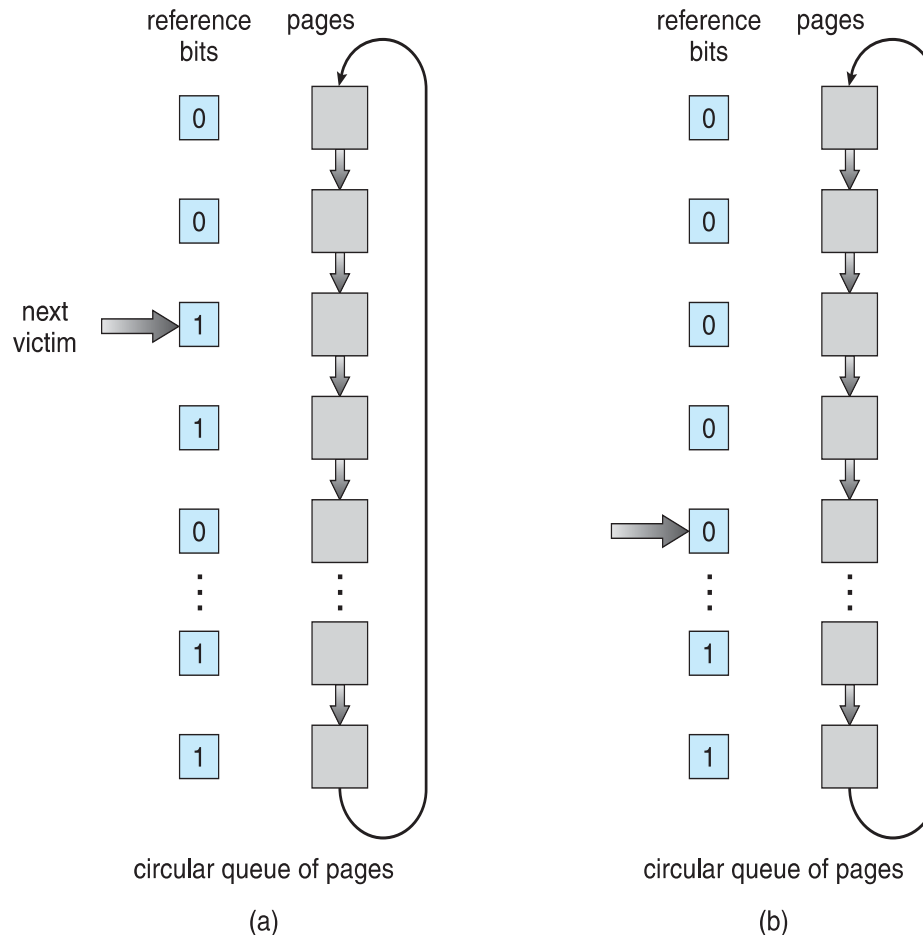 reference bits
pages
0
0
next victim
1
1
0
1
1
circular queue of pages
(a)
reference bits
pages
0
0
0
0
0
1
1
circular queue of pages
(b)